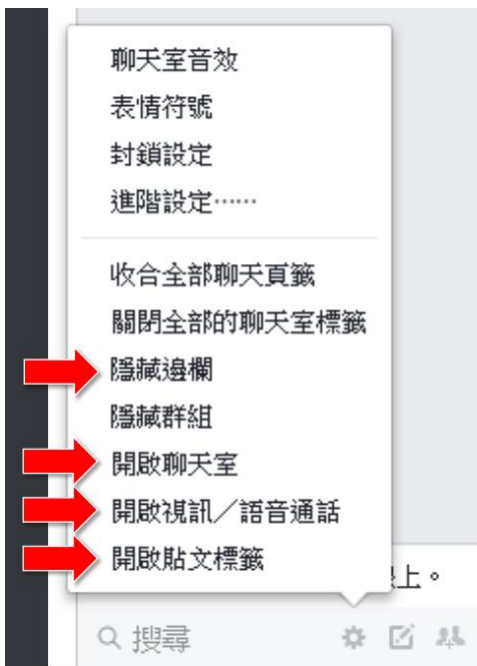 聊天室音效
表情符號
封鎖設定
進階設定……
收合全部聊天頁籤
關閉全部的聊天室標籤
隱藏邊欄
隱藏群組
開啟聊天室
開啟視訊／語音通話
開啟貼文標籤
上。
搜尋